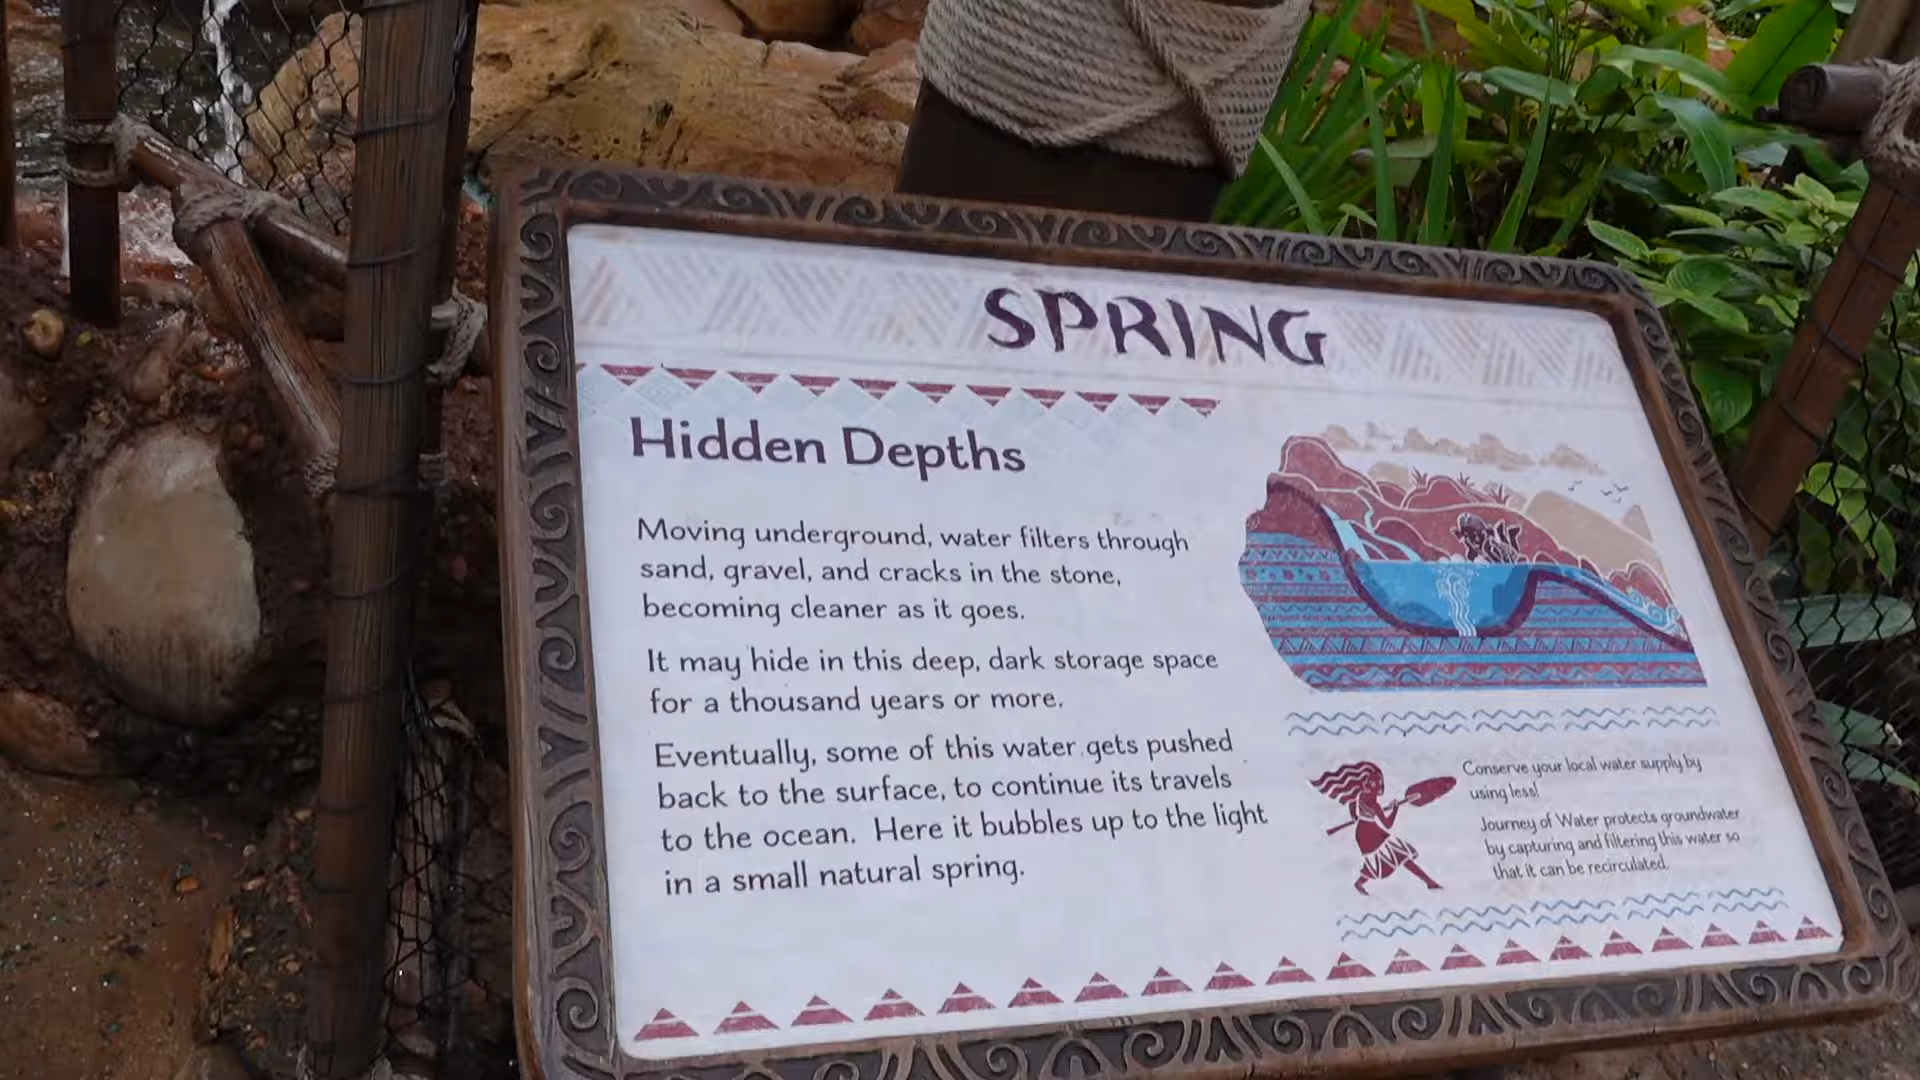 SPRING
Hidden Depths
Moving underground, water filters through
sand, gravel, and cracks in the stone,
becoming cleaner as it goes.
It may hide in this deep, dark storage space
for a thousand years or more.
Eventually, some of this water gets pushed
back to the surface, to continue its travels
to the ocean. Here it bubbles up to the light
in a small natural spring.
Conserve your local water supply by
using less!
Journey of Water protects groundwater
by capturing and filtering this water so
that it can be recirculated.